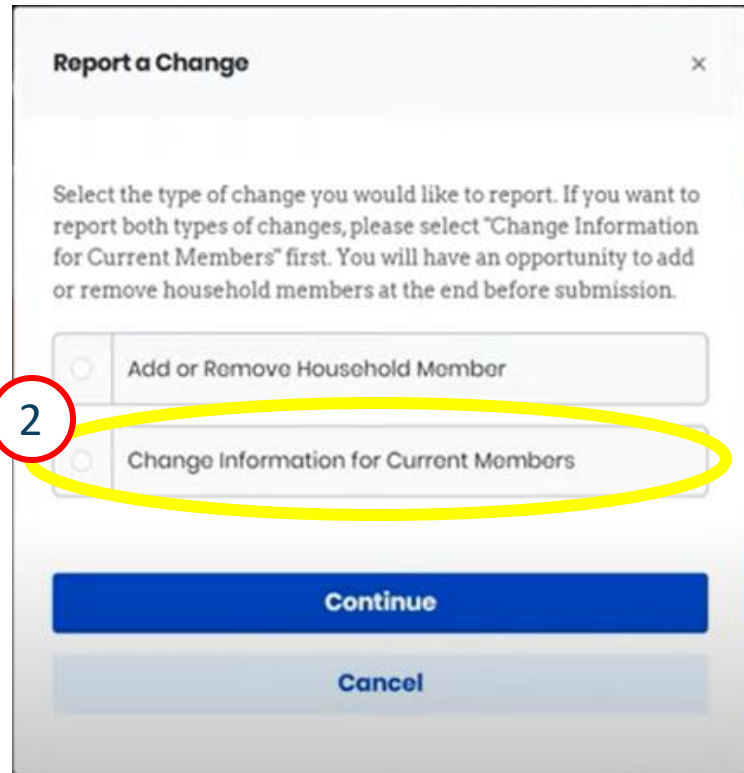 Report a Change ×
Select the type of change you would like to report. If you want to
report both types of changes, please select "Change Information
for Current Members" first. You will have an opportunity to add
or remove household members at the end before submission.
Add or Remove Household Member
2
Change Information for Current Members
Continue
Cancel